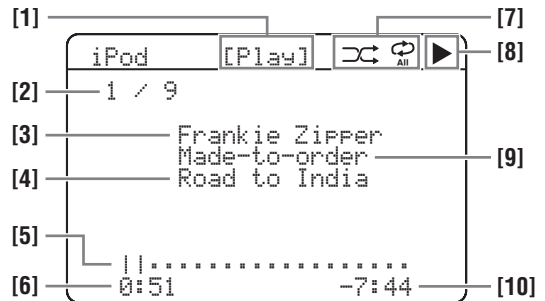 [1] [7]
iPod [Play] All [8]
[2] 1 / 9
[3] Frankie Zipper
Made-to-order [9]
[4] Road to India
[5]
[6] 0:51 -7:44 [10]